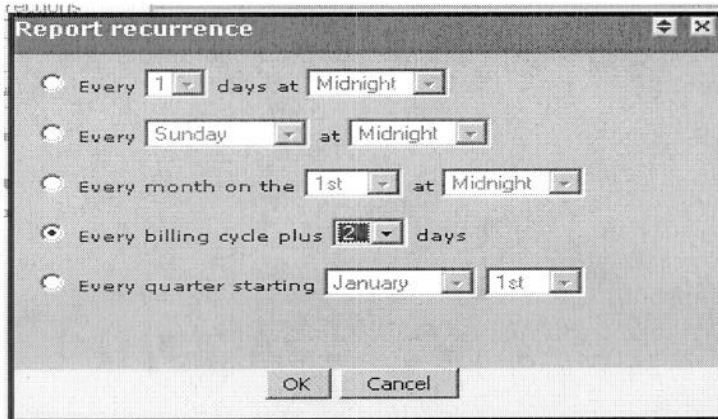 Report recurrence
Every 1 days at Midnight
Every Sunday at Midnight
Every month on the 1st at Midnight
Every billing cycle plus 2 days
Every quarter starting January 1st
OK Cancel